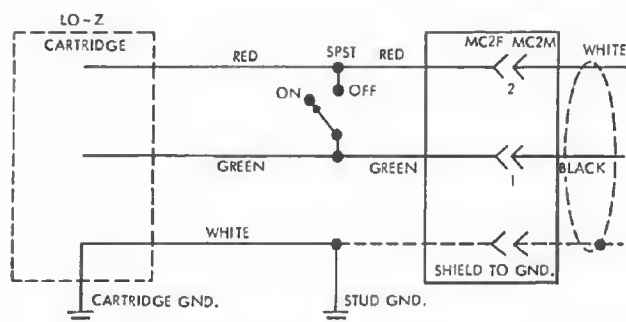 LO-Z
CARTRIDGE
RED
SPST
RED
MC2F MC2M
WHITE
ON
OFF
2
GREEN
GREEN
1
BLACK
WHITE
SHIELD TO GND.
CARTRIDGE GND.
STUD GND.